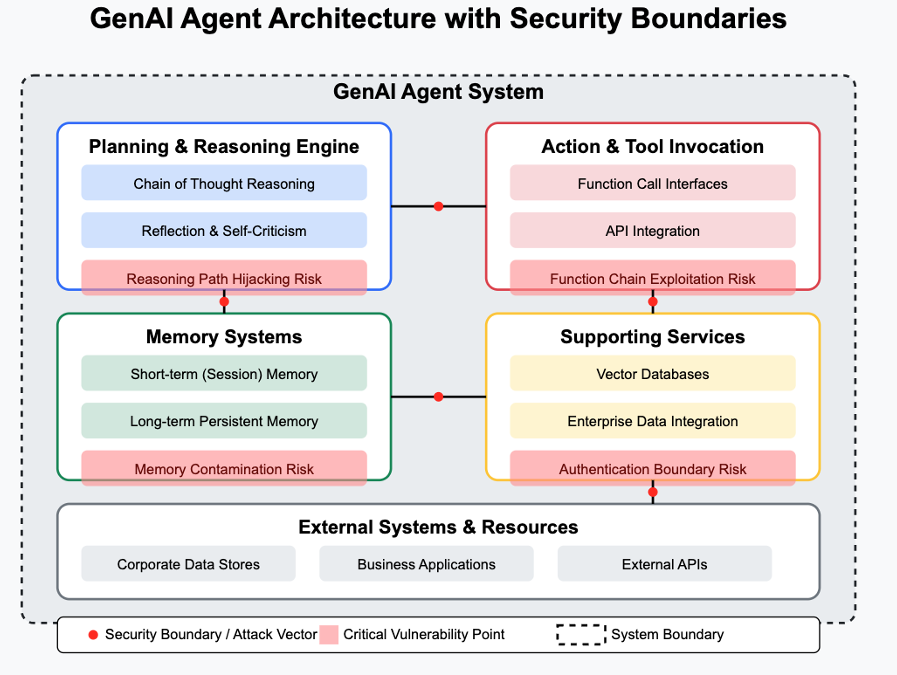 GenAI Agent Architecture with Security Boundaries
GenAI Agent System
Planning & Reasoning Engine
Chain of Thought Reasoning
Reflection & Self-Criticism
Reasoning Path Hijacking Risk
Action & Tool Invocation
Function Call Interfaces
API Integration
Function Chain Exploitation Risk
Memory Systems
Short-term (Session) Memory
Long-term Persistent Memory
Memory Contamination Risk
Supporting Services
Vector Databases
Enterprise Data Integration
Authentication Boundary Risk
External Systems & Resources
Corporate Data Stores
Business Applications
External APIs
Security Boundary / Attack Vector
Critical Vulnerability Point
System Boundary